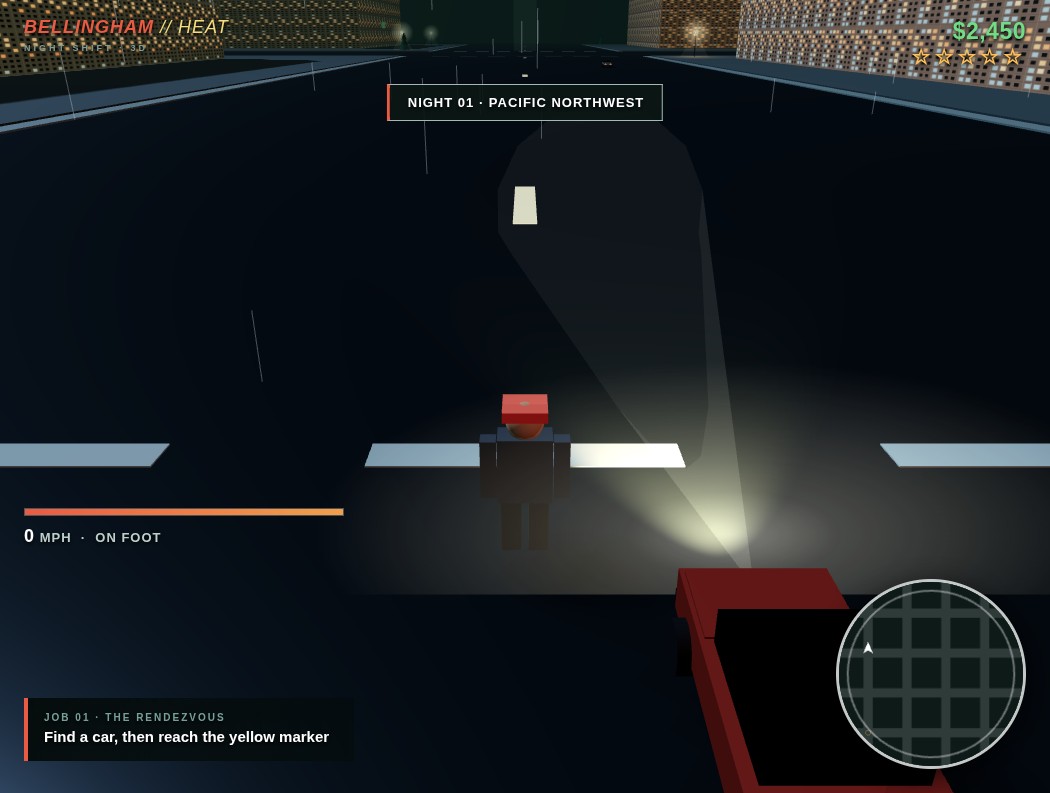 BELLINGHAM // HEAT
NIGHT SHIFT · 3D
$2,450
☆☆☆☆☆
NIGHT 01 · PACIFIC NORTHWEST
0 MPH · ON FOOT
JOB 01 · THE RENDEZVOUS
Find a car, then reach the yellow marker